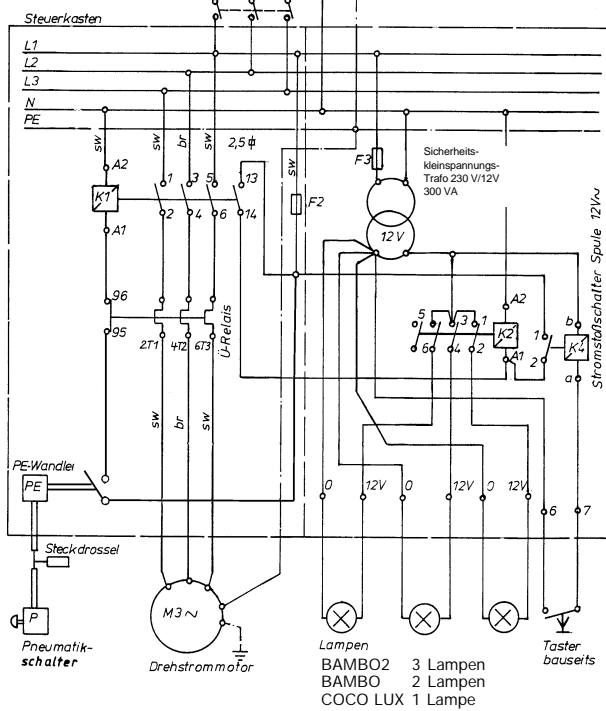 Steuerkasten
L1
L2
L3
N
PE
sw
sw
br
sw
2,5 ϕ
sw
F3
Sicherheits-
kleinspannungs-
Trafo 230 V/12V
300 VA
A2
K1
A1
1
3
5
13
2
4
6
14
F2
12 V
Stromstoßschalter Spule 12V~
96
95
2T1
4T2
6T3
Ü-Relais
5
3
1
6
4
2
A2
K2
A1
1
2
b
K4
a
sw
br
sw
PE-Wandler
PE
0
12V
0
12V
0
12V
6
7
Steckdrossel
P
Pneumatik-
schalter
M3~
Drehstrommotor
Lampen
BAMBO2 3 Lampen
BAMBO 2 Lampen
COCO LUX 1 Lampe
Taster
bauseits